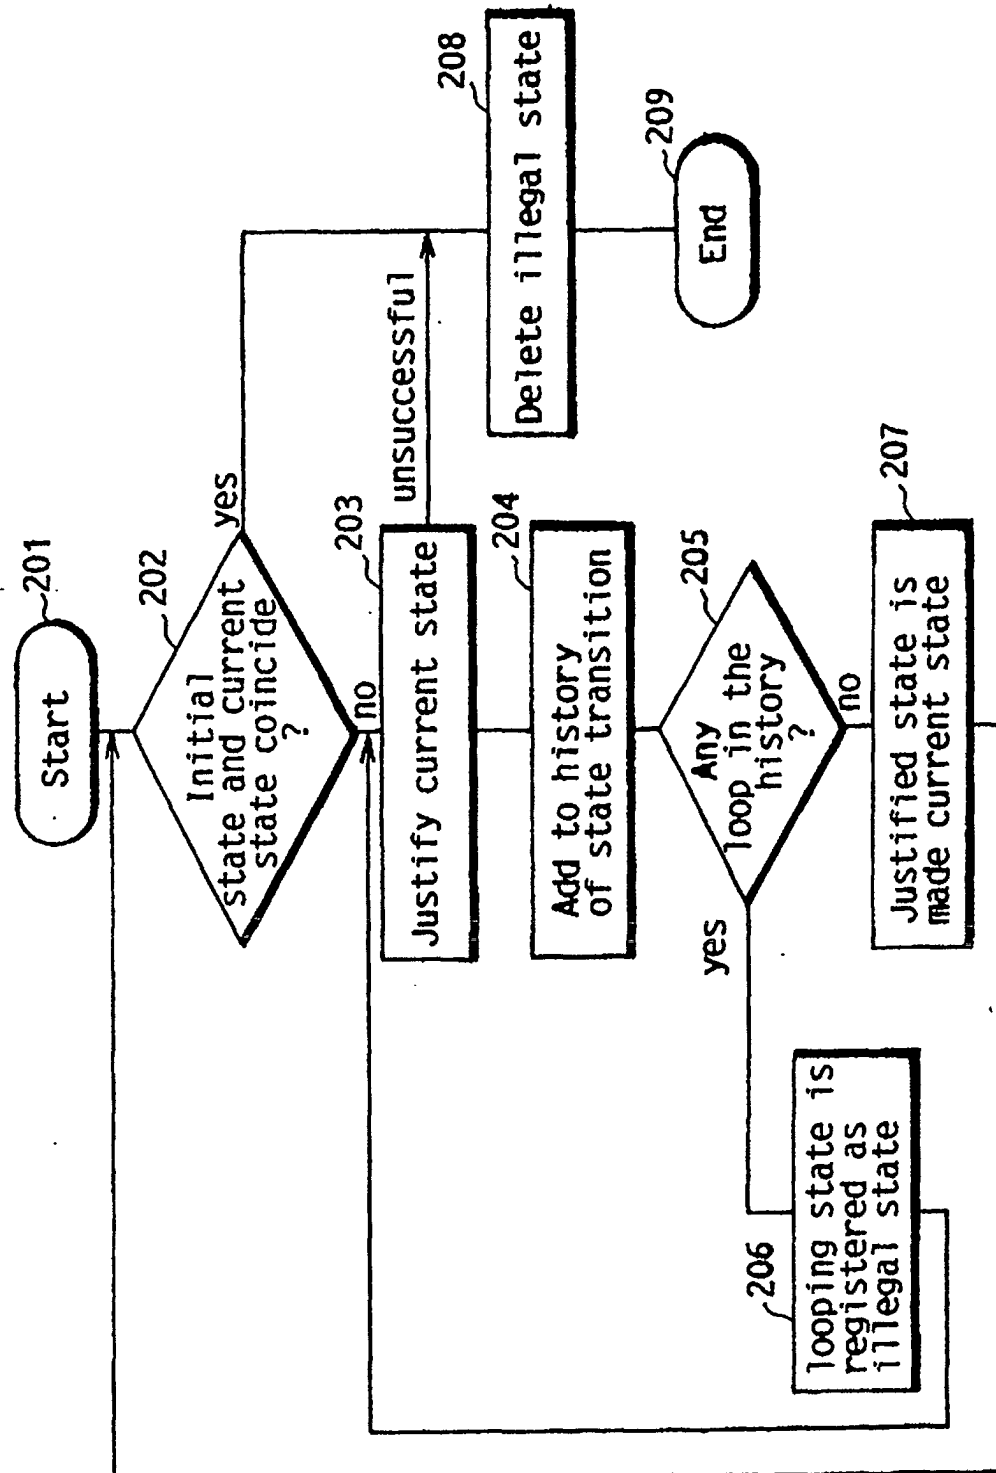 201
Start
202
Initial
state and current
state coincide
?
yes
no
203
Justify current state
unsuccessful
204
Add to history
of state transition
205
Any
loop in the
history
?
yes
no
206
looping state is
registered as
illegal state
207
Justified state is
made current state
208
Delete illegal state
209
End